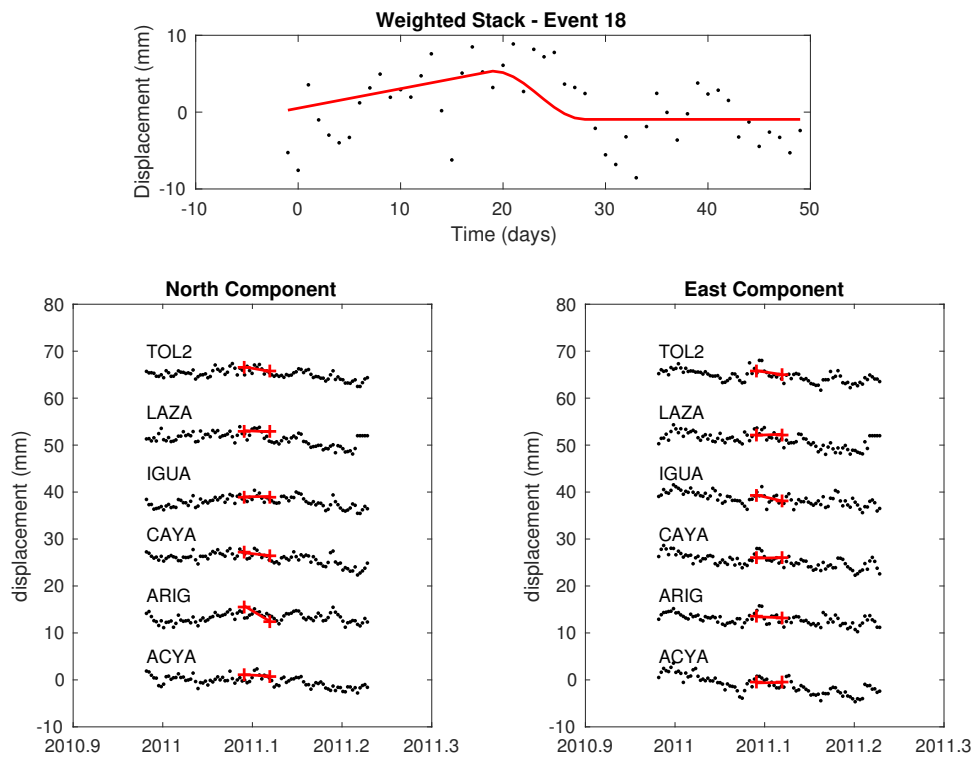 Weighted Stack - Event 18
Displacement (mm)
10
0
-10
-10 0 10 20 30 40 50
Time (days)
North Component
displacement (mm)
80
70
60
50
40
30
20
10
0
-10
TOL2
LAZA
IGUA
CAYA
ARIG
ACYA
2010.9 2011 2011.1 2011.2 2011.3
East Component
displacement (mm)
80
70
60
50
40
30
20
10
0
-10
TOL2
LAZA
IGUA
CAYA
ARIG
ACYA
2010.9 2011 2011.1 2011.2 2011.3